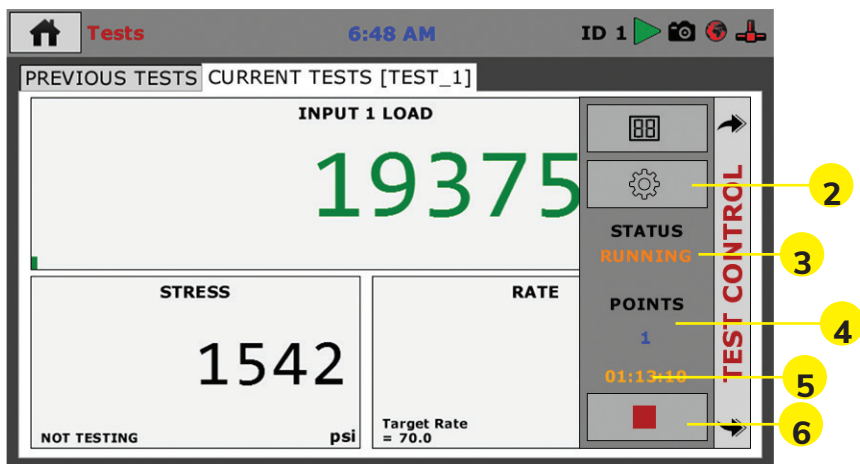 Tests
6:48 AM
ID 1
PREVIOUS TESTS
CURRENT TESTS [TEST_1]
INPUT 1 LOAD
19375
STRESS
1542
NOT TESTING
psi
RATE
Target Rate
= 70.0
88
STATUS
RUNNING
POINTS
1
01:13:10
TEST CONTROL
2
3
4
5
6